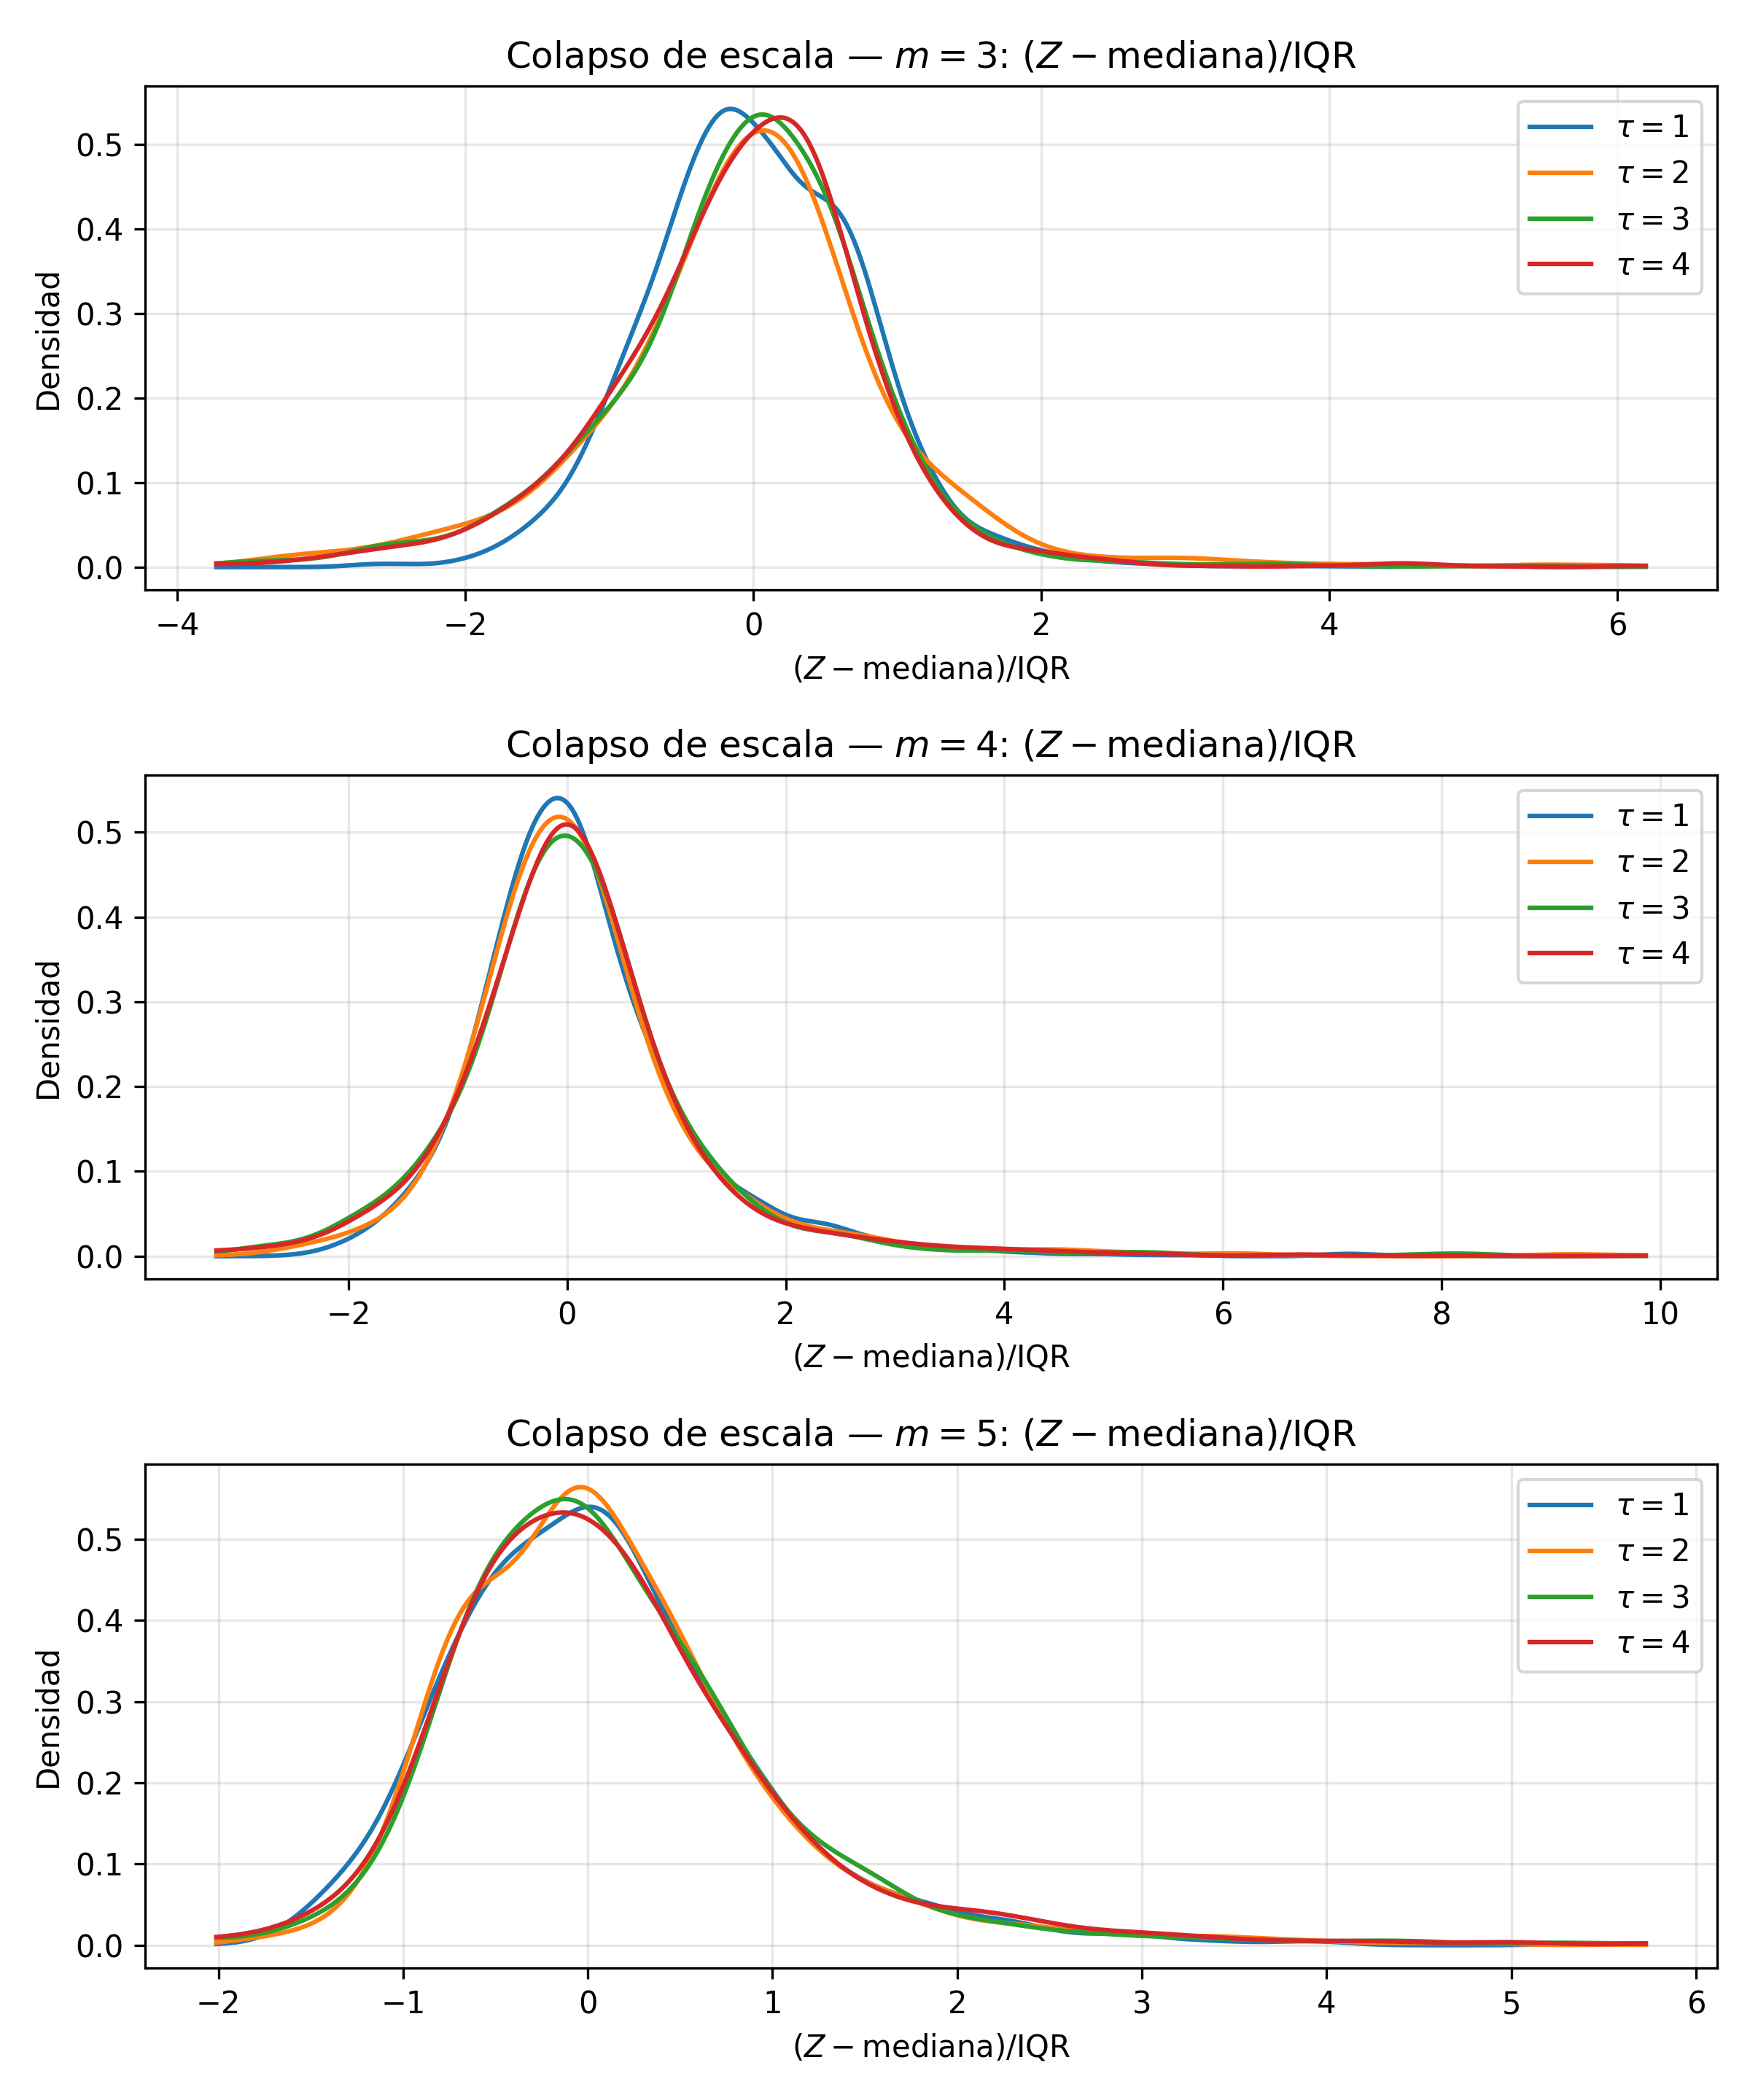 Colapso de escala — m = 3: (Z − mediana)/IQR
τ = 1
τ = 2
τ = 3
τ = 4
Densidad
0.5
0.4
0.3
0.2
0.1
0.0
−4 −2 0 2 4 6
(Z − mediana)/IQR
Colapso de escala — m = 4: (Z − mediana)/IQR
τ = 1
τ = 2
τ = 3
τ = 4
Densidad
0.5
0.4
0.3
0.2
0.1
0.0
−2 0 2 4 6 8 10
(Z − mediana)/IQR
Colapso de escala — m = 5: (Z − mediana)/IQR
τ = 1
τ = 2
τ = 3
τ = 4
Densidad
0.5
0.4
0.3
0.2
0.1
0.0
−2 −1 0 1 2 3 4 5 6
(Z − mediana)/IQR